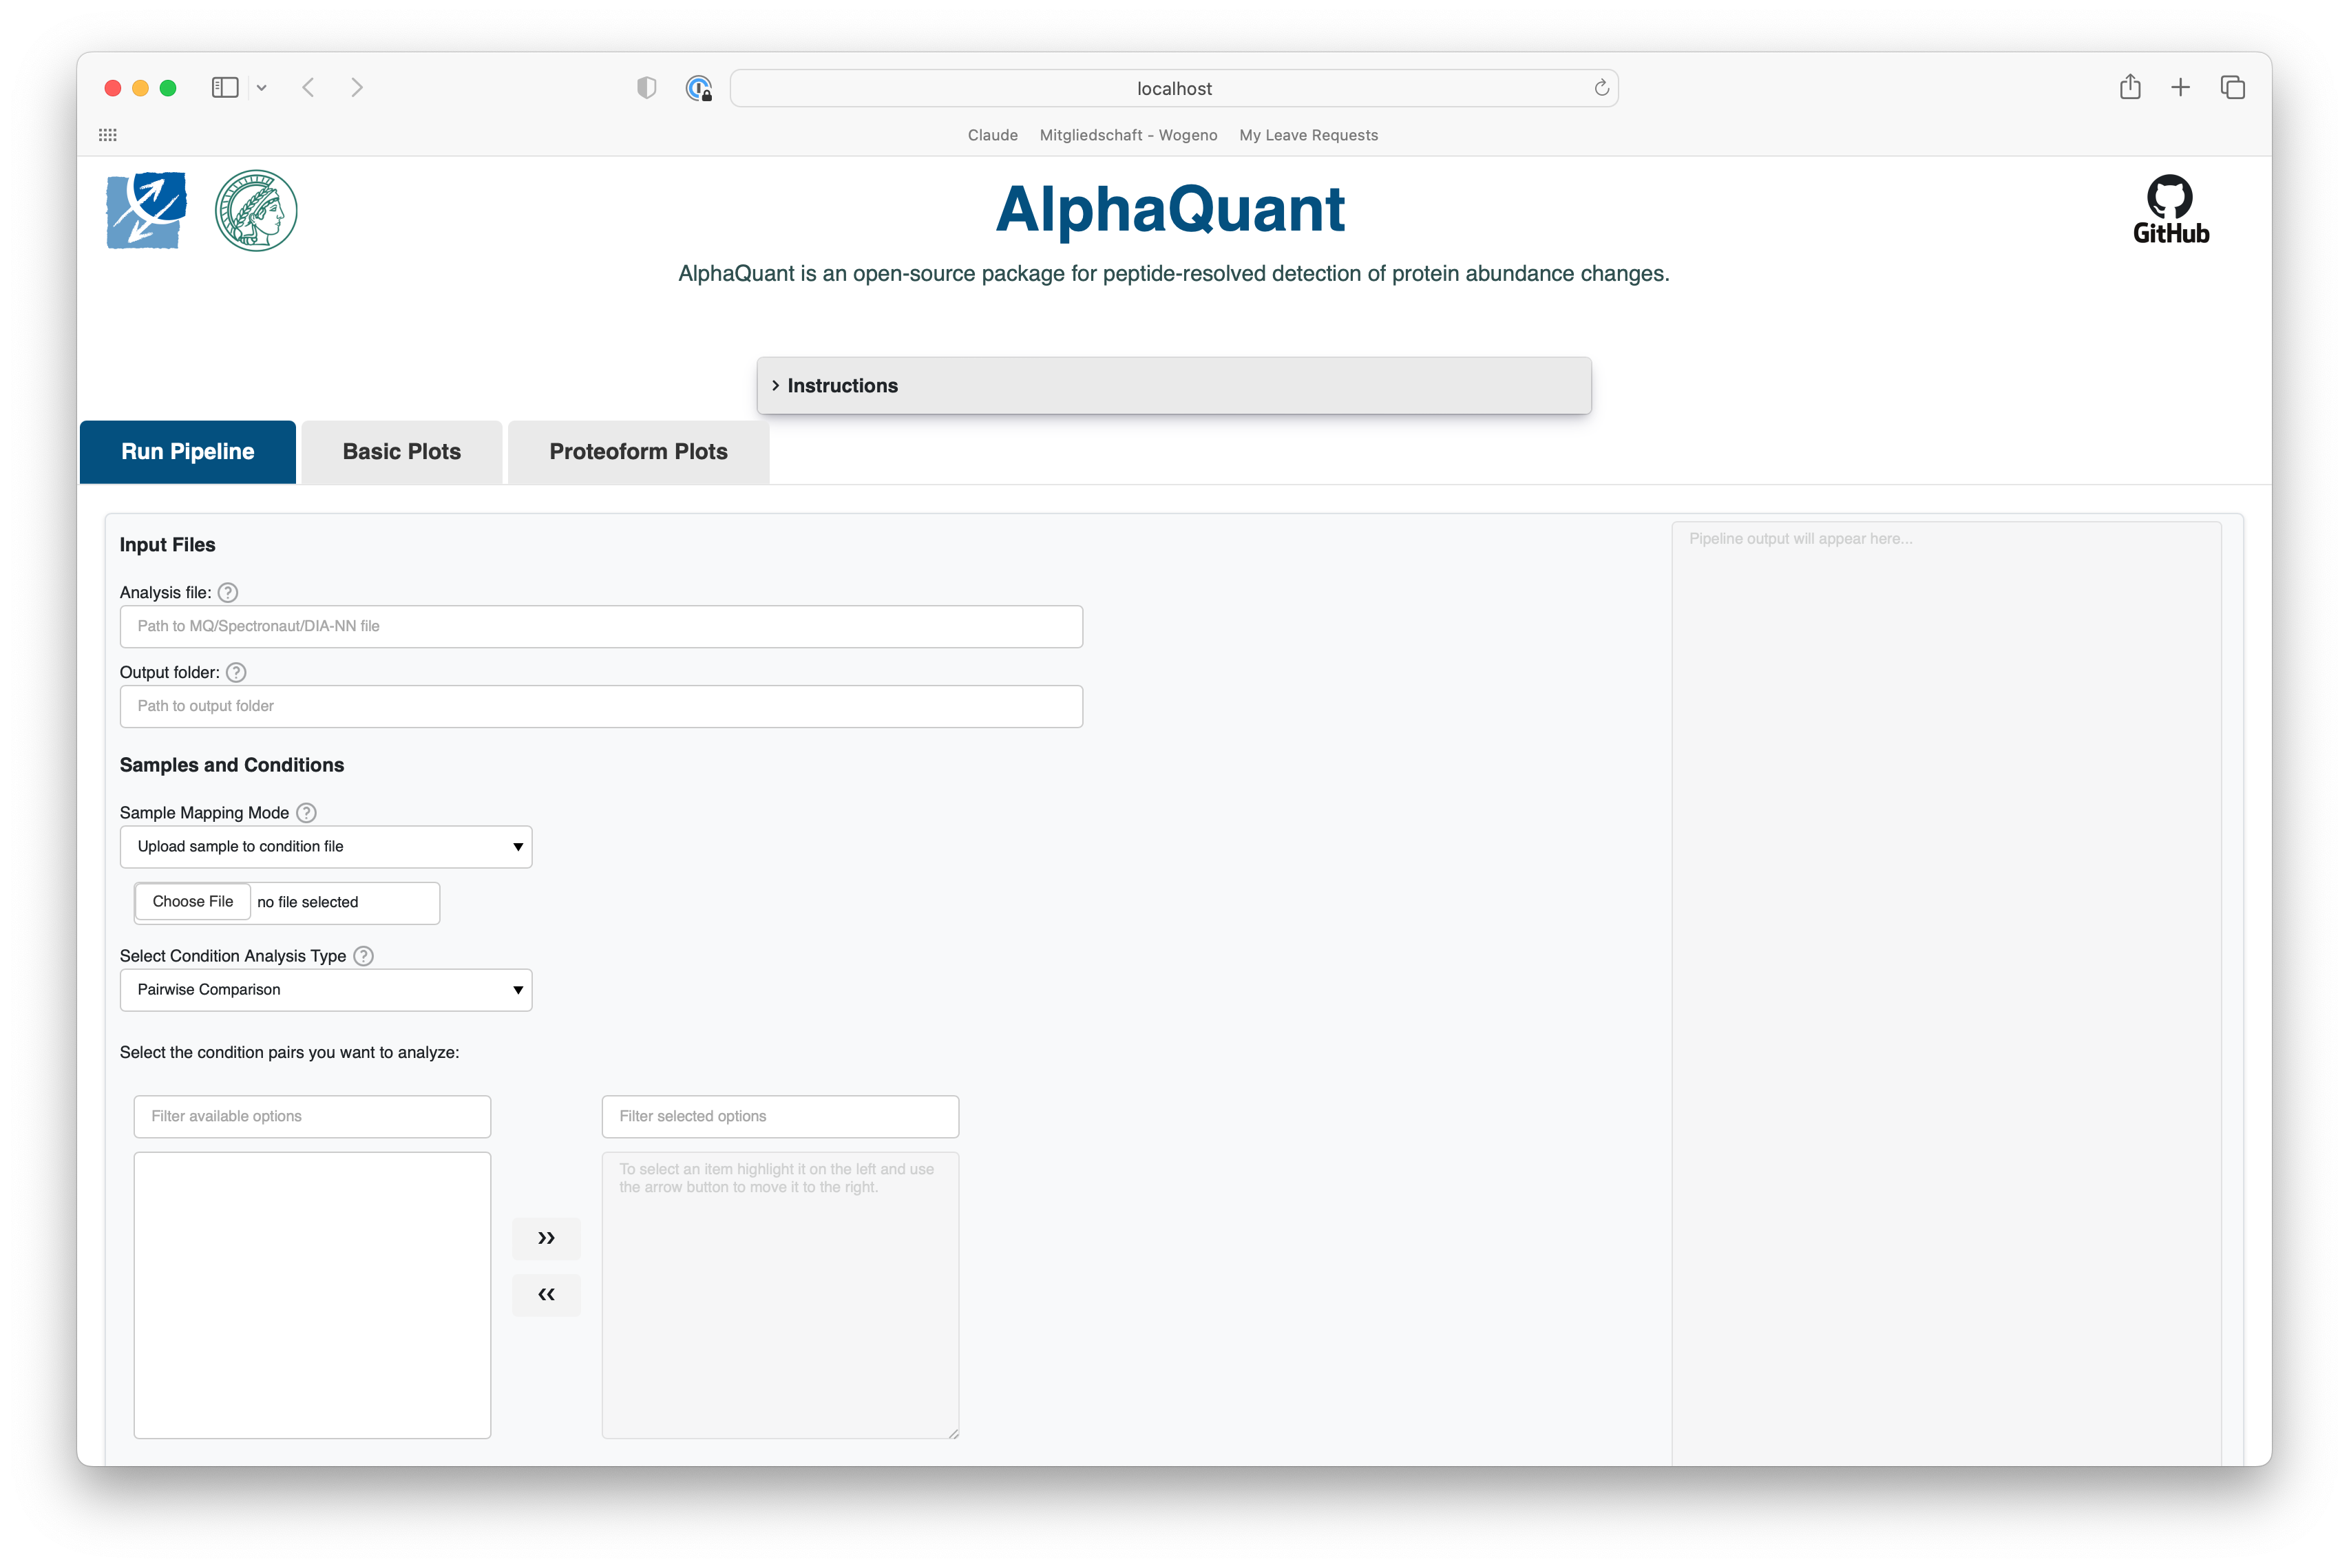 localhost
Claude Mitgliedschaft - Wogeno My Leave Requests
AlphaQuant
GitHub
AlphaQuant is an open-source package for peptide-resolved detection of protein abundance changes.
Instructions
Run Pipeline Basic Plots Proteoform Plots
Input Files
Pipeline output will appear here...
Analysis file: ?
Path to MQ/Spectronaut/DIA-NN file
Output folder: ?
Path to output folder
Samples and Conditions
Sample Mapping Mode ?
Upload sample to condition file
Choose File no file selected
Select Condition Analysis Type ?
Pairwise Comparison
Select the condition pairs you want to analyze:
Filter available options Filter selected options
To select an item highlight it on the left and use
the arrow button to move it to the right.
»
«